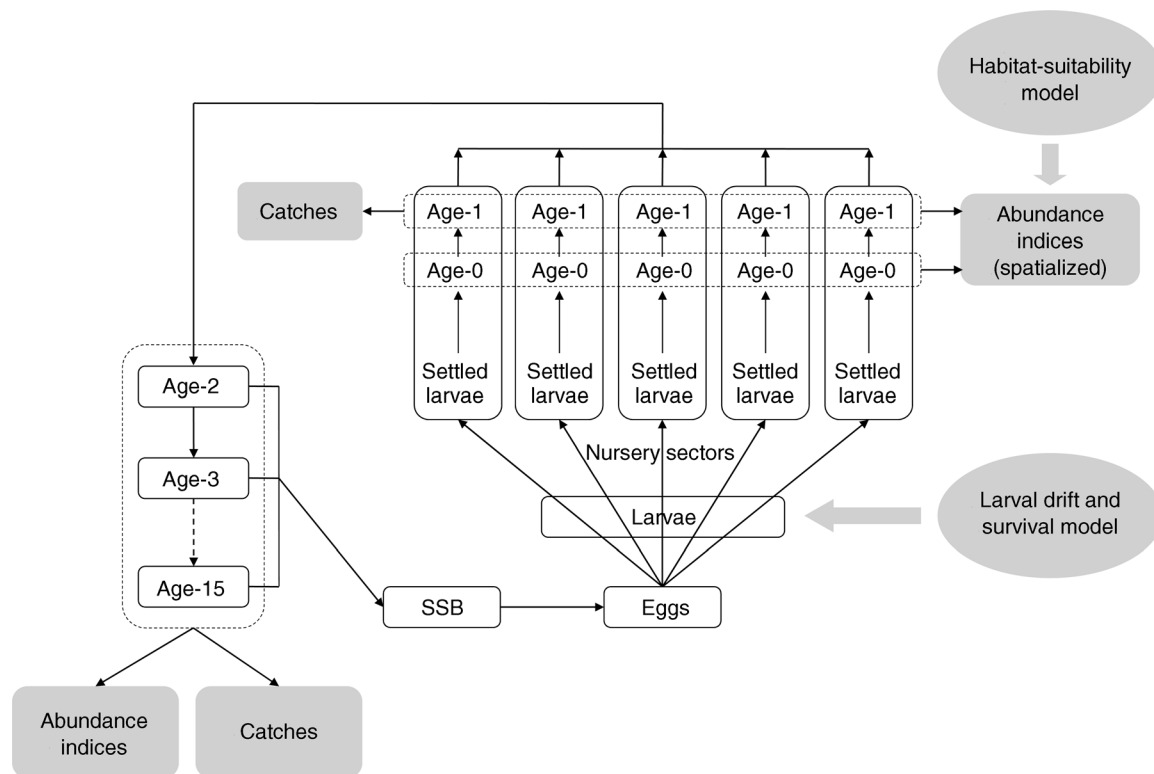 Habitat-suitability
model
Catches
Age-1 Age-1 Age-1 Age-1 Age-1
Abundance
indices
(spatialized)
Age-0 Age-0 Age-0 Age-0 Age-0
Settled Settled Settled Settled Settled
larvae larvae larvae larvae larvae
Age-2
Nursery sectors
Age-3
Larvae
Larval drift and
survival model
Age-15
SSB
Eggs
Abundance
indices
Catches